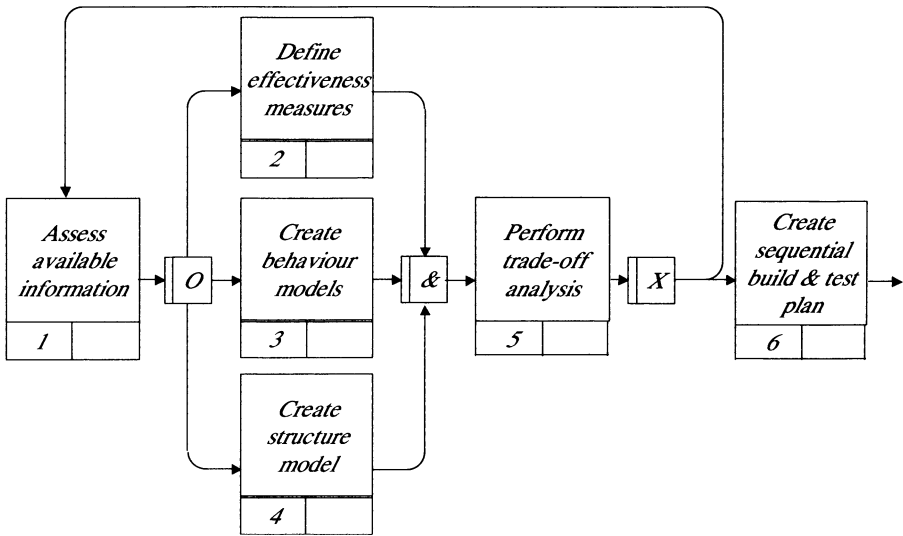 Assess
available
information
1
O
Define
effectiveness
measures
2
Create
behaviour
models
3
Create
structure
model
4
&
Perform
trade-off
analysis
5
X
Create
sequential
build & test
plan
6